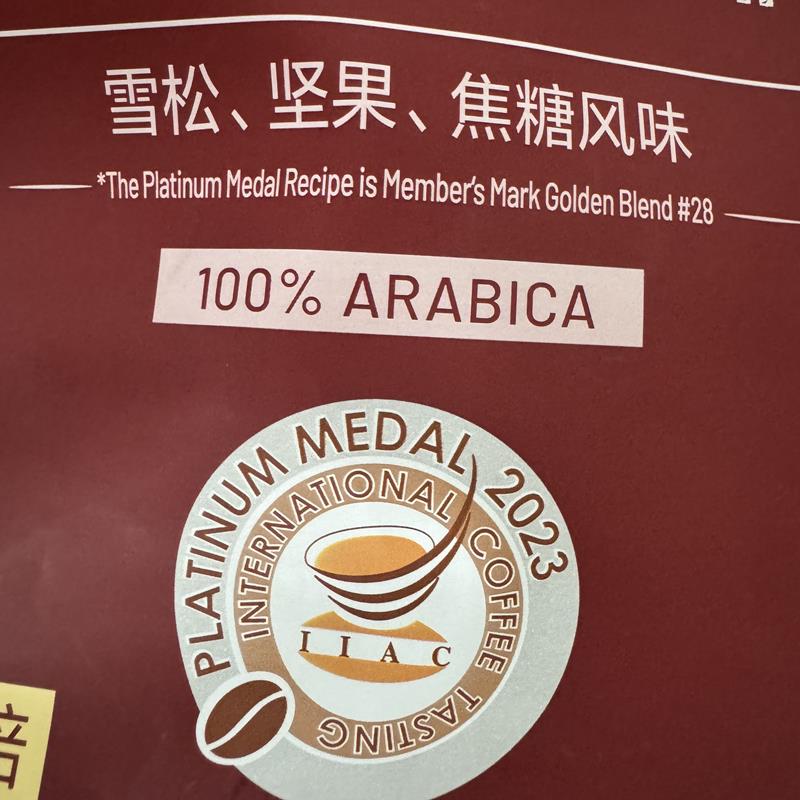 雪松、坚果、焦糖风味
*The Platinum Medal Recipe is Member's Mark Golden Blend #28
100% ARABICA
PLATINUM MEDAL 2023
INTERNATIONAL COFFEE TASTING
IIAC